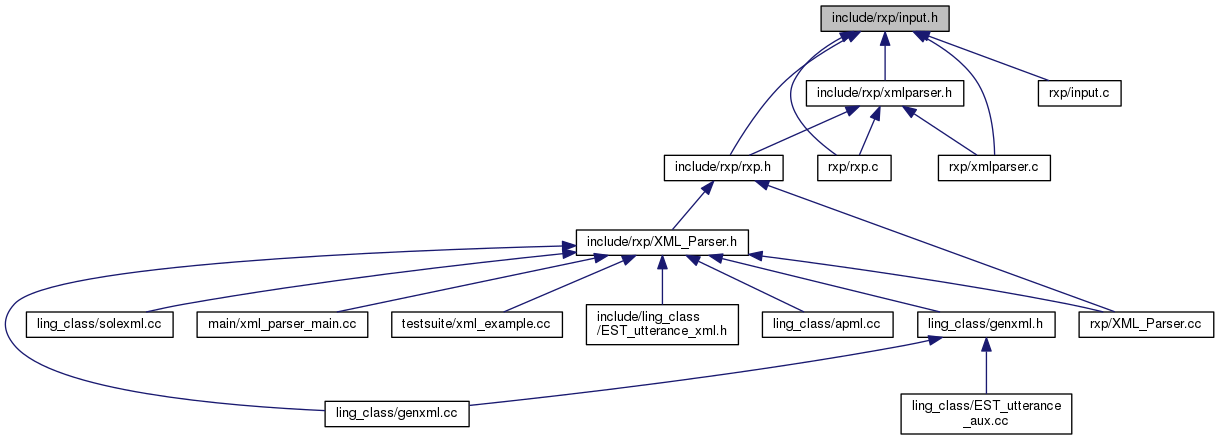 include/rxp/input.h
include/rxp/xmlparser.h
rxp/input.c
include/rxp/rxp.h
rxp/rxp.c
rxp/xmlparser.c
include/rxp/XML_Parser.h
ling_class/solexml.cc
main/xml_parser_main.cc
testsuite/xml_example.cc
include/ling_class
/EST_utterance_xml.h
ling_class/apml.cc
ling_class/genxml.h
rxp/XML_Parser.cc
ling_class/genxml.cc
ling_class/EST_utterance
_aux.cc